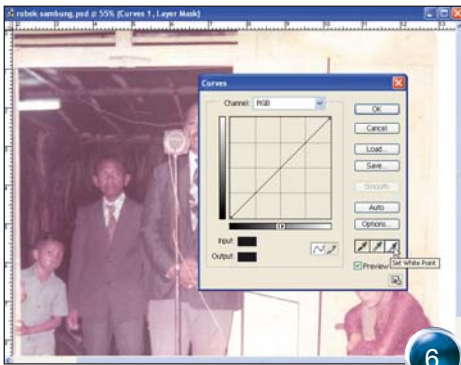 robek sambung.psd @ 55% (Curves 1, Layer Mask)
Curves
Channel: RGB
OK
Cancel
Load...
Save...
Smooth
Auto
Options...
Input:
Output:
Preview
Set White Point
6